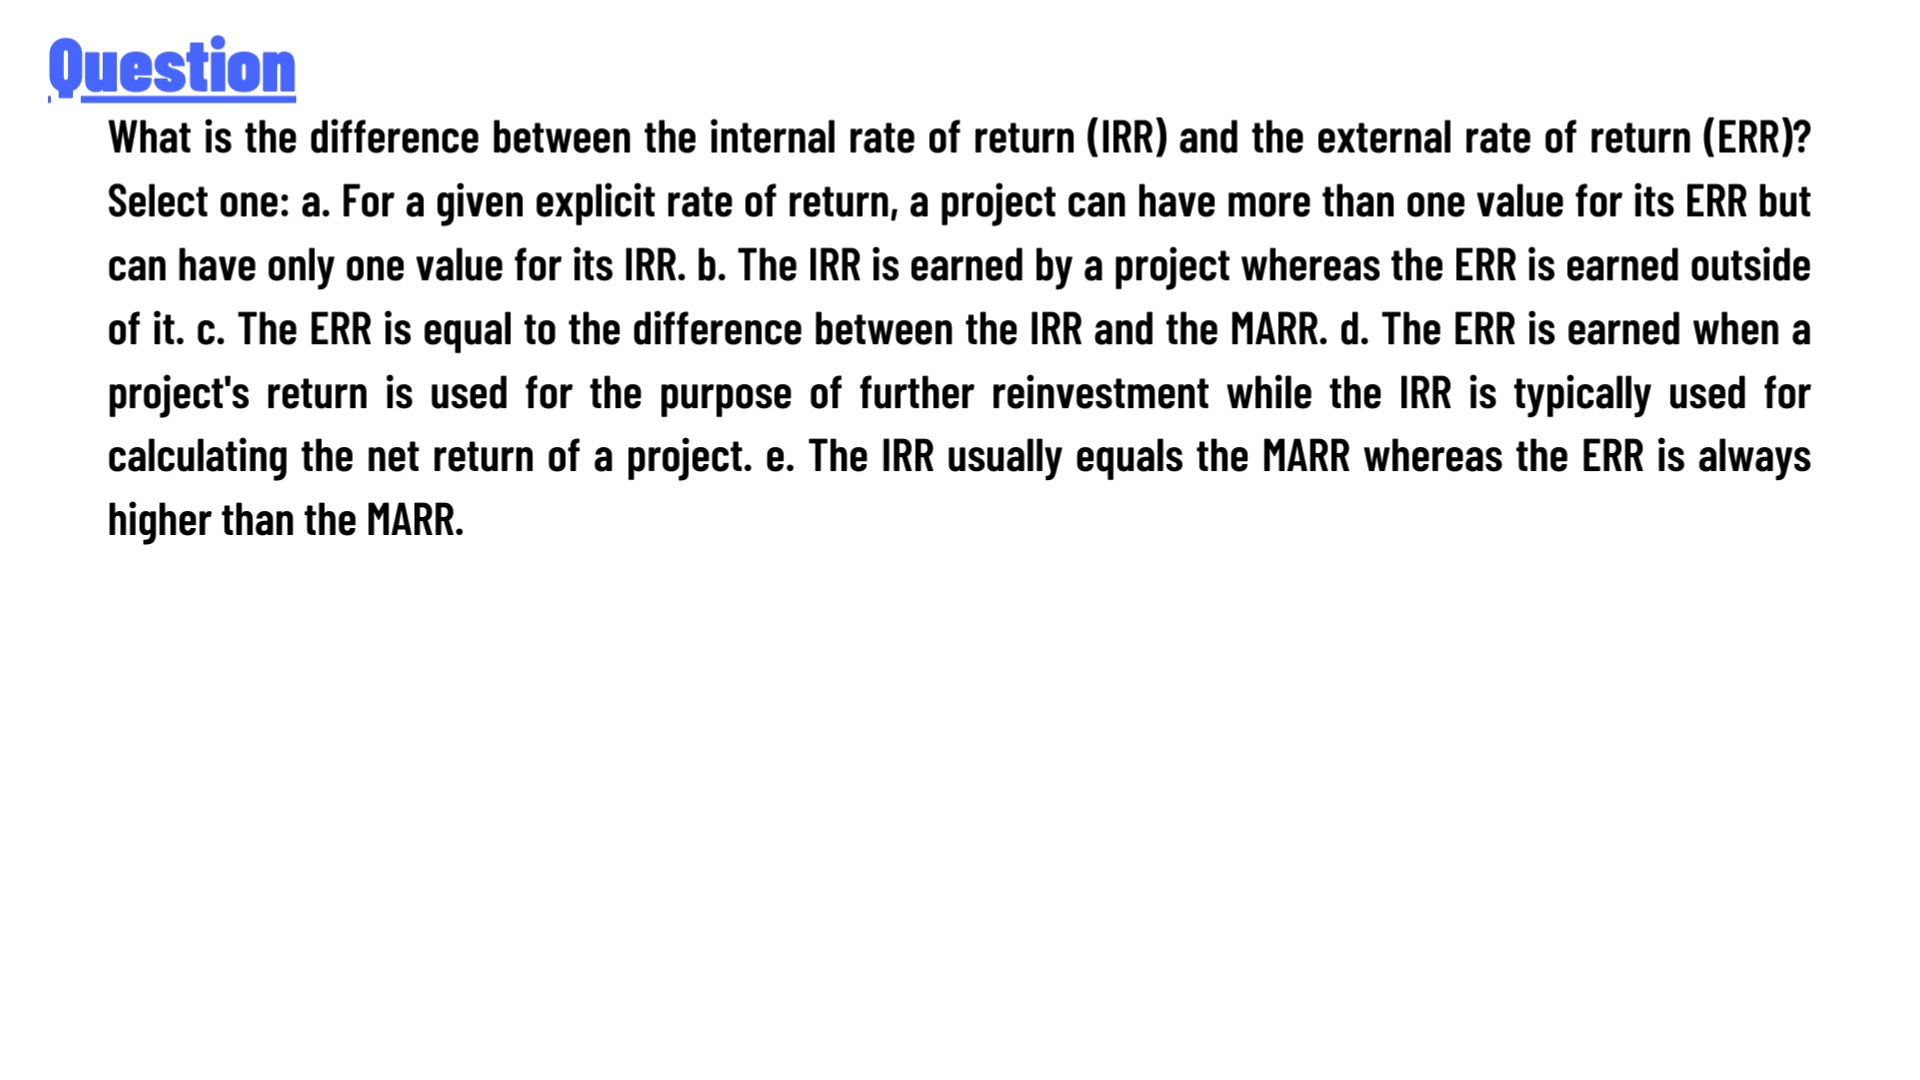 Question
What is the difference between the internal rate of return (IRR) and the external rate of return (ERR)?
Select one: a. For a given explicit rate of return, a project can have more than one value for its ERR but
can have only one value for its IRR. b. The IRR is earned by a project whereas the ERR is earned outside
of it. c. The ERR is equal to the difference between the IRR and the MARR. d. The ERR is earned when a
project's return is used for the purpose of further reinvestment while the IRR is typically used for
calculating the net return of a project. e. The IRR usually equals the MARR whereas the ERR is always
higher than the MARR.